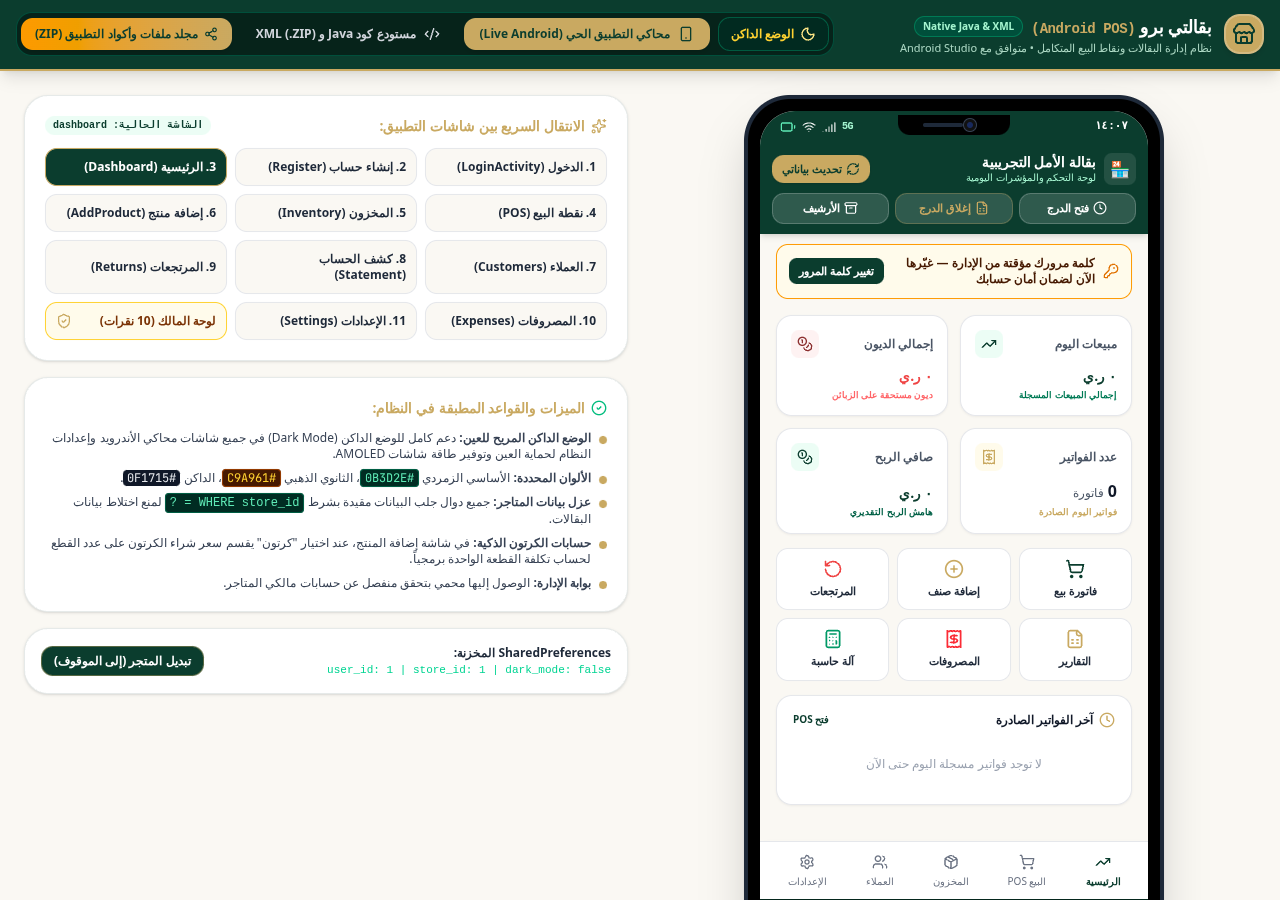 بقالتي برو (Android POS) Native Java & XML
نظام إدارة البقالات ونقاط البيع المتكامل • متوافق مع Android Studio
الوضع الداكن
محاكي التطبيق الحي (Live Android)
مستودع كود Java و XML (.ZIP)
مجلد ملفات وأكواد التطبيق (ZIP)
١٤:٠٧
5G
بقالة الأمل التجريبية
لوحة التحكم والمؤشرات اليومية
تحديث بياناتي
فتح الدرج
إغلاق الدرج
الأرشيف
كلمة مرورك مؤقتة من الإدارة — غيّرها
الآن لضمان أمان حسابك
تغيير كلمة المرور
مبيعات اليوم
٠ ر.ي
إجمالي المبيعات المسجلة
إجمالي الديون
٠ ر.ي
ديون مستحقة على الزبائن
عدد الفواتير
0 فاتورة
فواتير اليوم الصادرة
صافي الربح
٠ ر.ي
هامش الربح التقديري
فاتورة بيع
إضافة صنف
المرتجعات
التقارير
المصروفات
آلة حاسبة
آخر الفواتير الصادرة
فتح POS
لا توجد فواتير مسجلة اليوم حتى الآن
الرئيسية
البيع POS
المخزون
العملاء
الإعدادات
الانتقال السريع بين شاشات التطبيق:
الشاشة الحالية: dashboard
1. الدخول (LoginActivity)
2. إنشاء حساب (Register)
3. الرئيسية (Dashboard)
4. نقطة البيع (POS)
5. المخزون (Inventory)
6. إضافة منتج (AddProduct)
7. العملاء (Customers)
8. كشف الحساب
(Statement)
9. المرتجعات (Returns)
10. المصروفات (Expenses)
11. الإعدادات (Settings)
لوحة المالك (10 نقرات)
الميزات والقواعد المطبقة في النظام:
الوضع الداكن المريح للعين: دعم كامل للوضع الداكن (Dark Mode) في جميع شاشات محاكي الأندرويد وإعدادات
النظام لحماية العين وتوفير طاقة شاشات AMOLED.
الألوان المحددة: الأساسي الزمردي #0B3D2E، الثانوي الذهبي #C9A961، الداكن #0F1715.
عزل بيانات المتاجر: جميع دوال جلب البيانات مقيدة بشرط WHERE store_id = ? لمنع اختلاط بيانات
البقالات.
حسابات الكرتون الذكية: في شاشة إضافة المنتج، عند اختيار "كرتون" يقسم سعر شراء الكرتون على عدد القطع
لحساب تكلفة القطعة الواحدة برمجياً.
بوابة الإدارة: الوصول إليها محمي بتحقق منفصل عن حسابات مالكي المتاجر.
SharedPreferences المخزنة:
user_id: 1 | store_id: 1 | dark_mode: false
تبديل المتجر (إلى الموقوف)